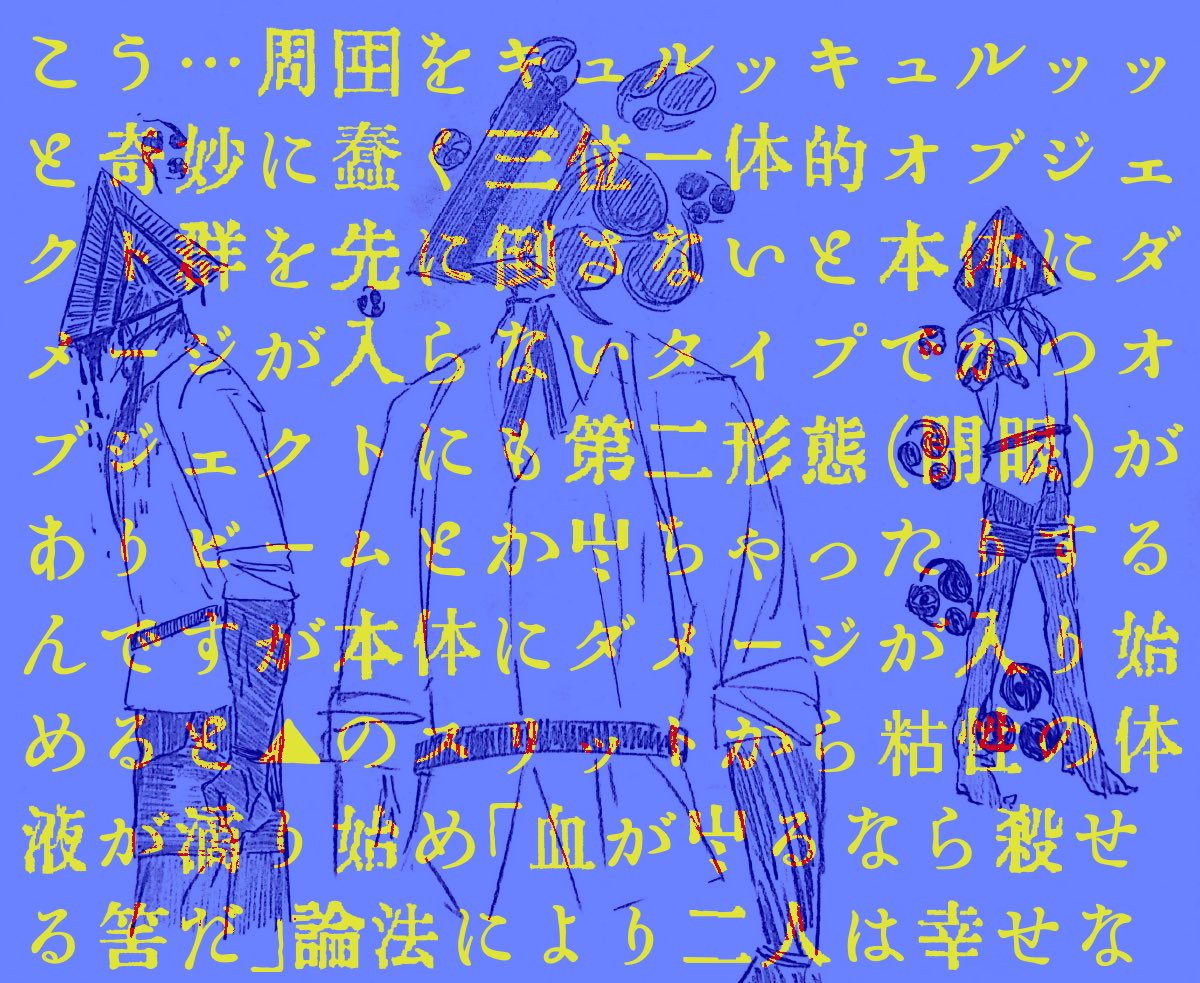 こう…周囲をキュルッキュルッッ
と奇妙に蠢く三位一体的オブジェ
クト群を先に倒さないと本体にダ
メージが入らないタイプでかつオ
ブジェクトにも第二形態(開眼)が
ありビームとか出ちゃったりする
んですが本体にダメージが入り始
めると▲のスリットから粘性の体
液が滴り始め「血が出るなら殺せ
る筈だ」論法により二人は幸せな